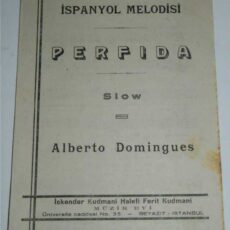 İSPANYOL MELODİSİ
PERFIDA
Slow
Alberto Domingues
İskender Kudmani Halefi Ferit Kudmani
MÜZİK EVİ
Üniversite caddesi No. 35 — BEYAZIT - İSTANBUL